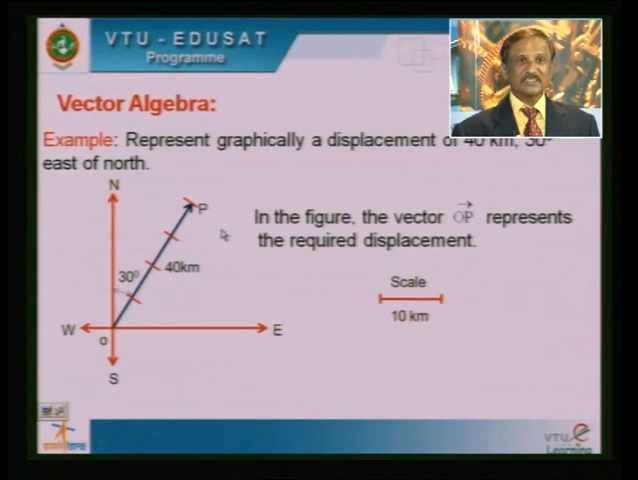 VTU - EDUSAT
Programme
Vector Algebra:
Example: Represent graphically a displacement of 40 km, 30°
east of north.
N
P
In the figure, the vector OP represents
the required displacement.
30⁰
40km
Scale
10 km
W
E
o
S
VTU e
Learning